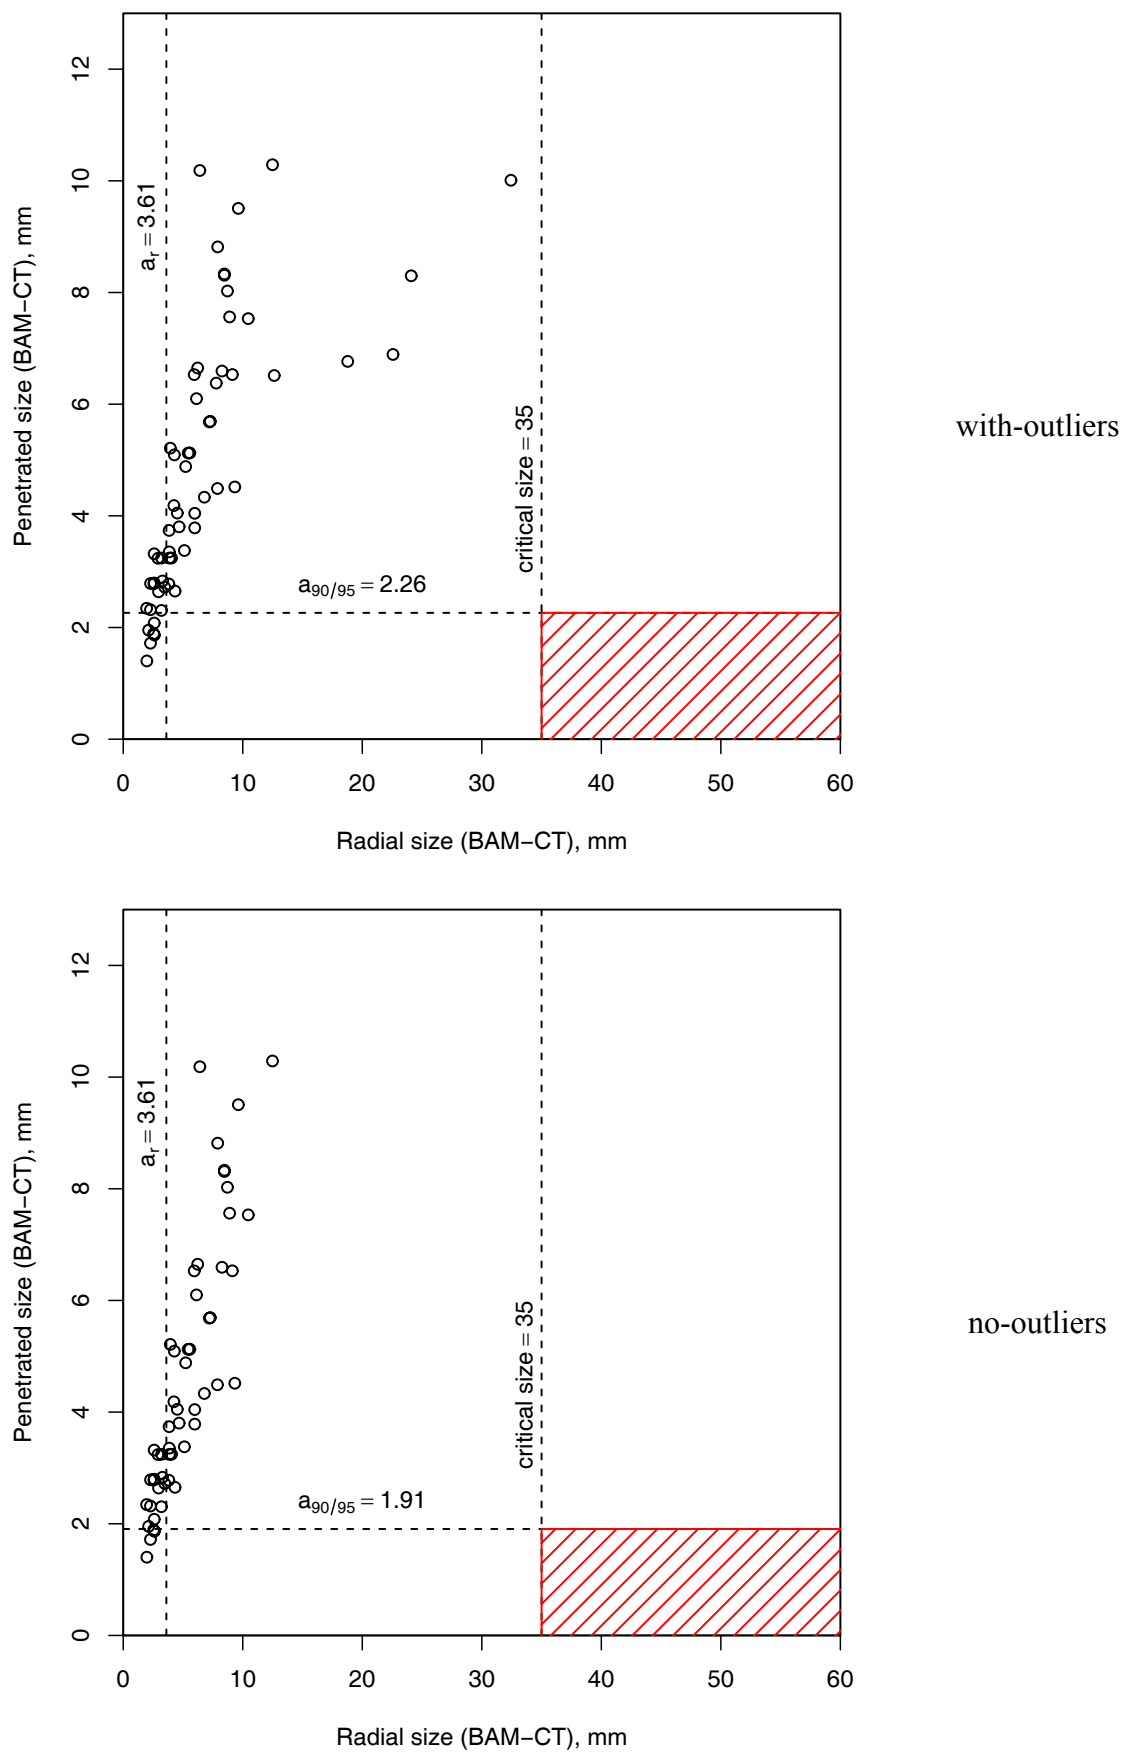 12
10
8
6
4
2
0
Penetrated size (BAM−CT), mm
aᵣ = 3.61
critical size = 35
a₉₀/₉₅ = 2.26
with-outliers
0 10 20 30 40 50 60
Radial size (BAM−CT), mm
12
10
8
6
4
2
0
Penetrated size (BAM−CT), mm
aᵣ = 3.61
critical size = 35
a₉₀/₉₅ = 1.91
no-outliers
0 10 20 30 40 50 60
Radial size (BAM−CT), mm